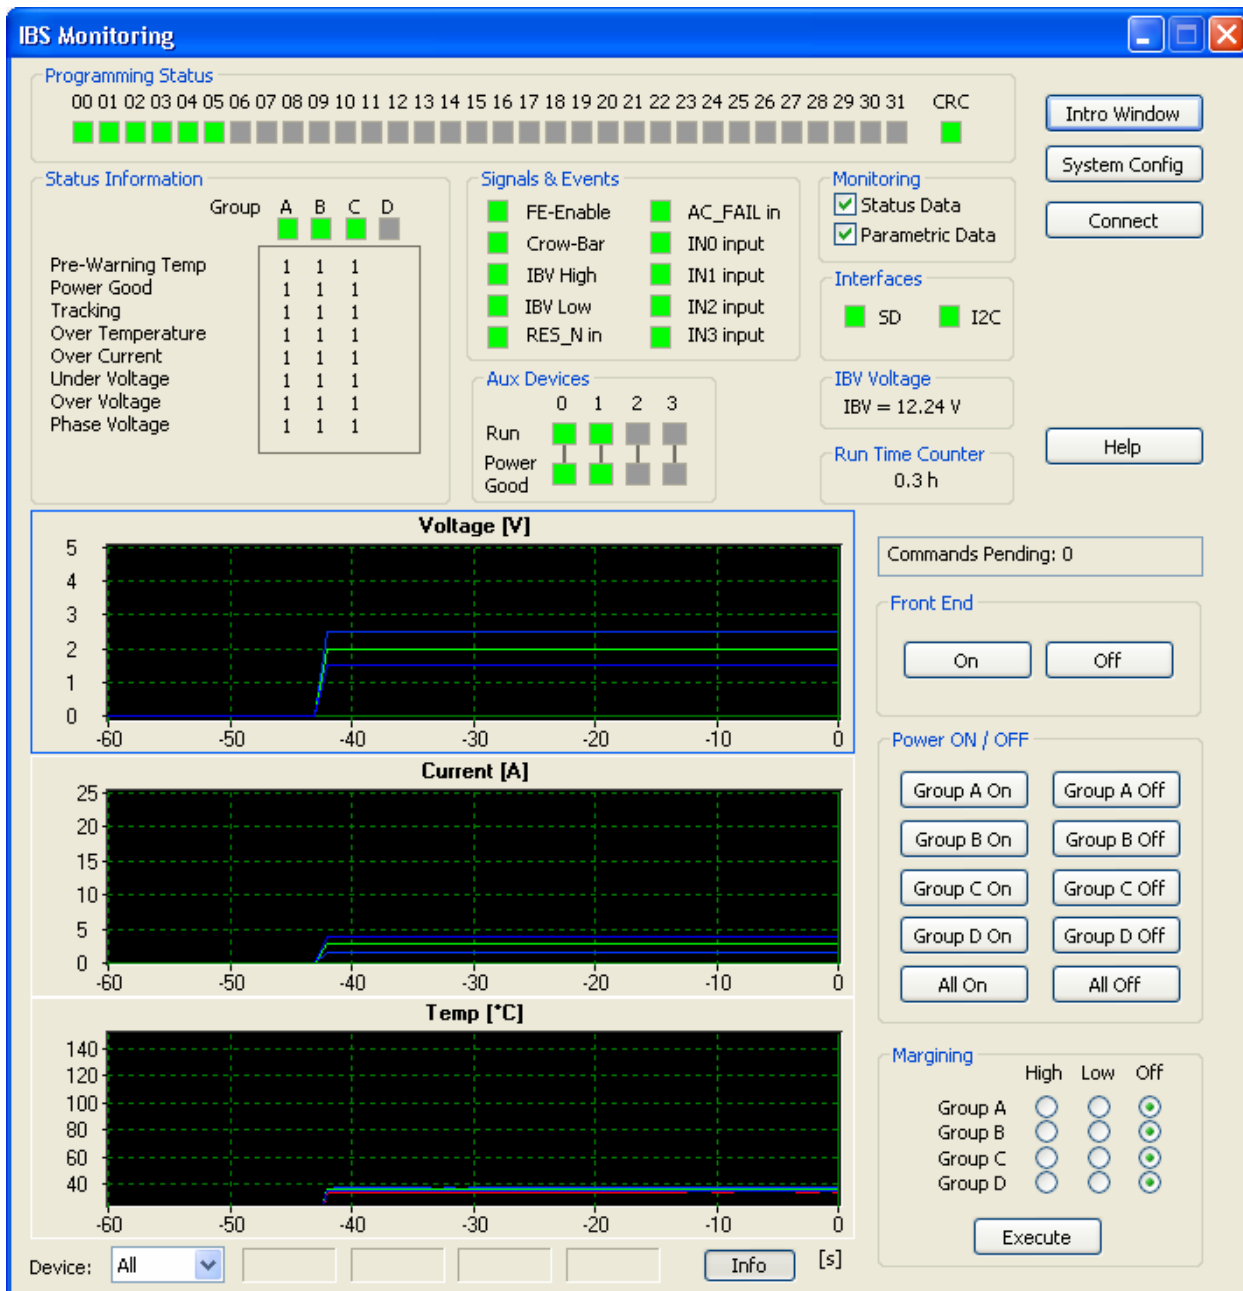 IBS Monitoring
Programming Status
00 01 02 03 04 05 06 07 08 09 10 11 12 13 14 15 16 17 18 19 20 21 22 23 24 25 26 27 28 29 30 31 CRC
Intro Window
System Config
Connect
Help
Status Information
Group A B C D
Pre-Warning Temp 1 1 1
Power Good 1 1 1
Tracking 1 1 1
Over Temperature 1 1 1
Over Current 1 1 1
Under Voltage 1 1 1
Over Voltage 1 1 1
Phase Voltage 1 1 1
Signals & Events
FE-Enable AC_FAIL in
Crow-Bar IN0 input
IBV High IN1 input
IBV Low IN2 input
RES_N in IN3 input
Aux Devices
0 1 2 3
Run
Power
Good
Monitoring
Status Data
Parametric Data
Interfaces
SD I2C
IBV Voltage
IBV = 12.24 V
Run Time Counter
0.3 h
Voltage [V]
5
4
3
2
1
0
-60 -50 -40 -30 -20 -10 0
Current [A]
25
20
15
10
5
0
-60 -50 -40 -30 -20 -10 0
Temp [°C]
140
120
100
80
60
40
-60 -50 -40 -30 -20 -10 0
Device: All Info [s]
Commands Pending: 0
Front End
On Off
Power ON / OFF
Group A On Group A Off
Group B On Group B Off
Group C On Group C Off
Group D On Group D Off
All On All Off
Margining
High Low Off
Group A
Group B
Group C
Group D
Execute